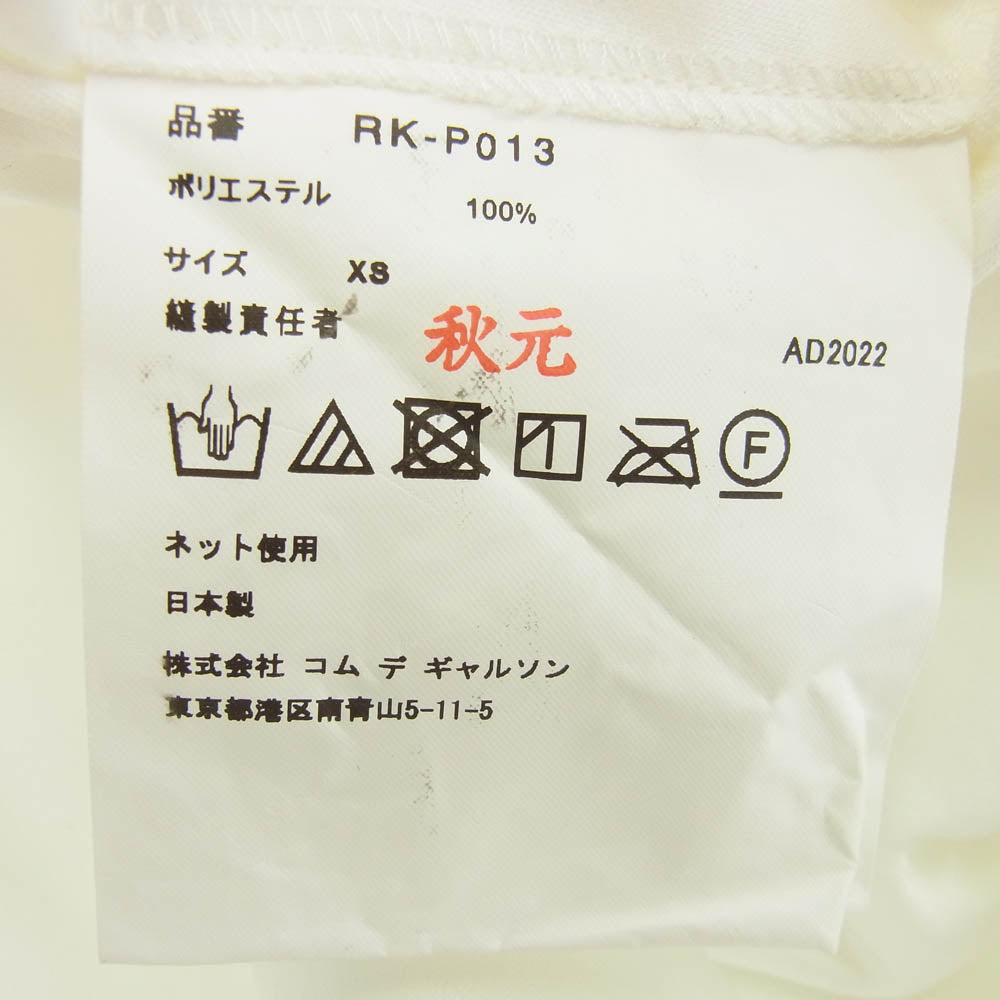 品番 RK-P013
ポリエステル 100%
サイズ XS
縫製責任者 秋元 AD2022
F
ネット使用
日本製
株式会社 コム デ ギャルソン
東京都港区南青山5-11-5